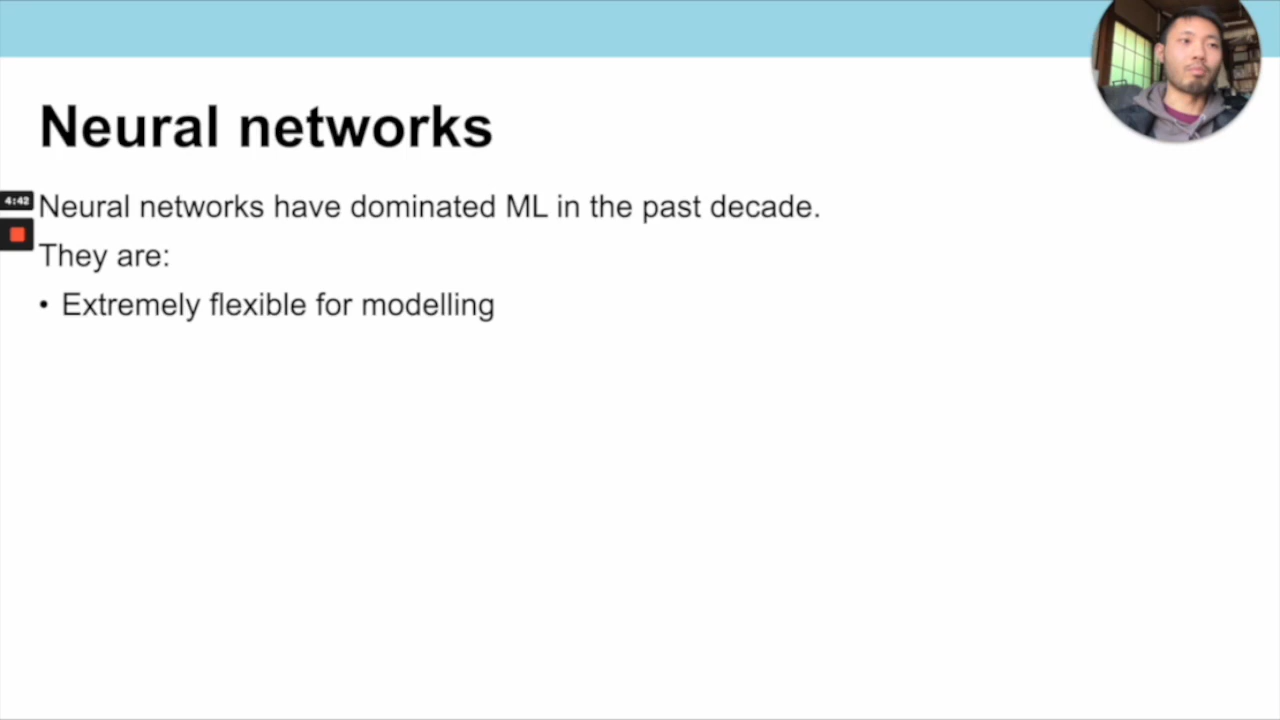 Neural networks
4:42
Neural networks have dominated ML in the past decade.
They are:
• Extremely flexible for modelling